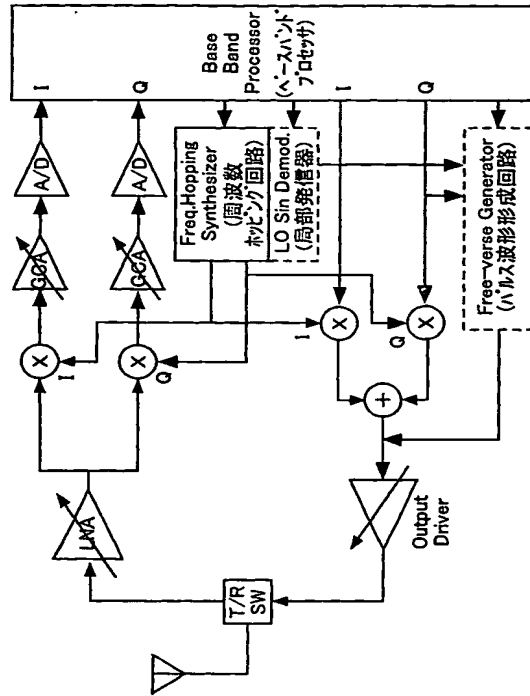 T/R
SW
LNA
I
Q
GCA
GCA
A/D
A/D
I
Q
Base
Band
Processor
(ベースバンド
プロセッサ)
I
Q
Freq.Hopping
Synthesizer
(周波数
ホッピング回路)
LO Sin Demod.
(局部発信器)
I
Q
X
X
X
X
+
Output
Driver
Free-verse Generator
(パルス波形形成回路)